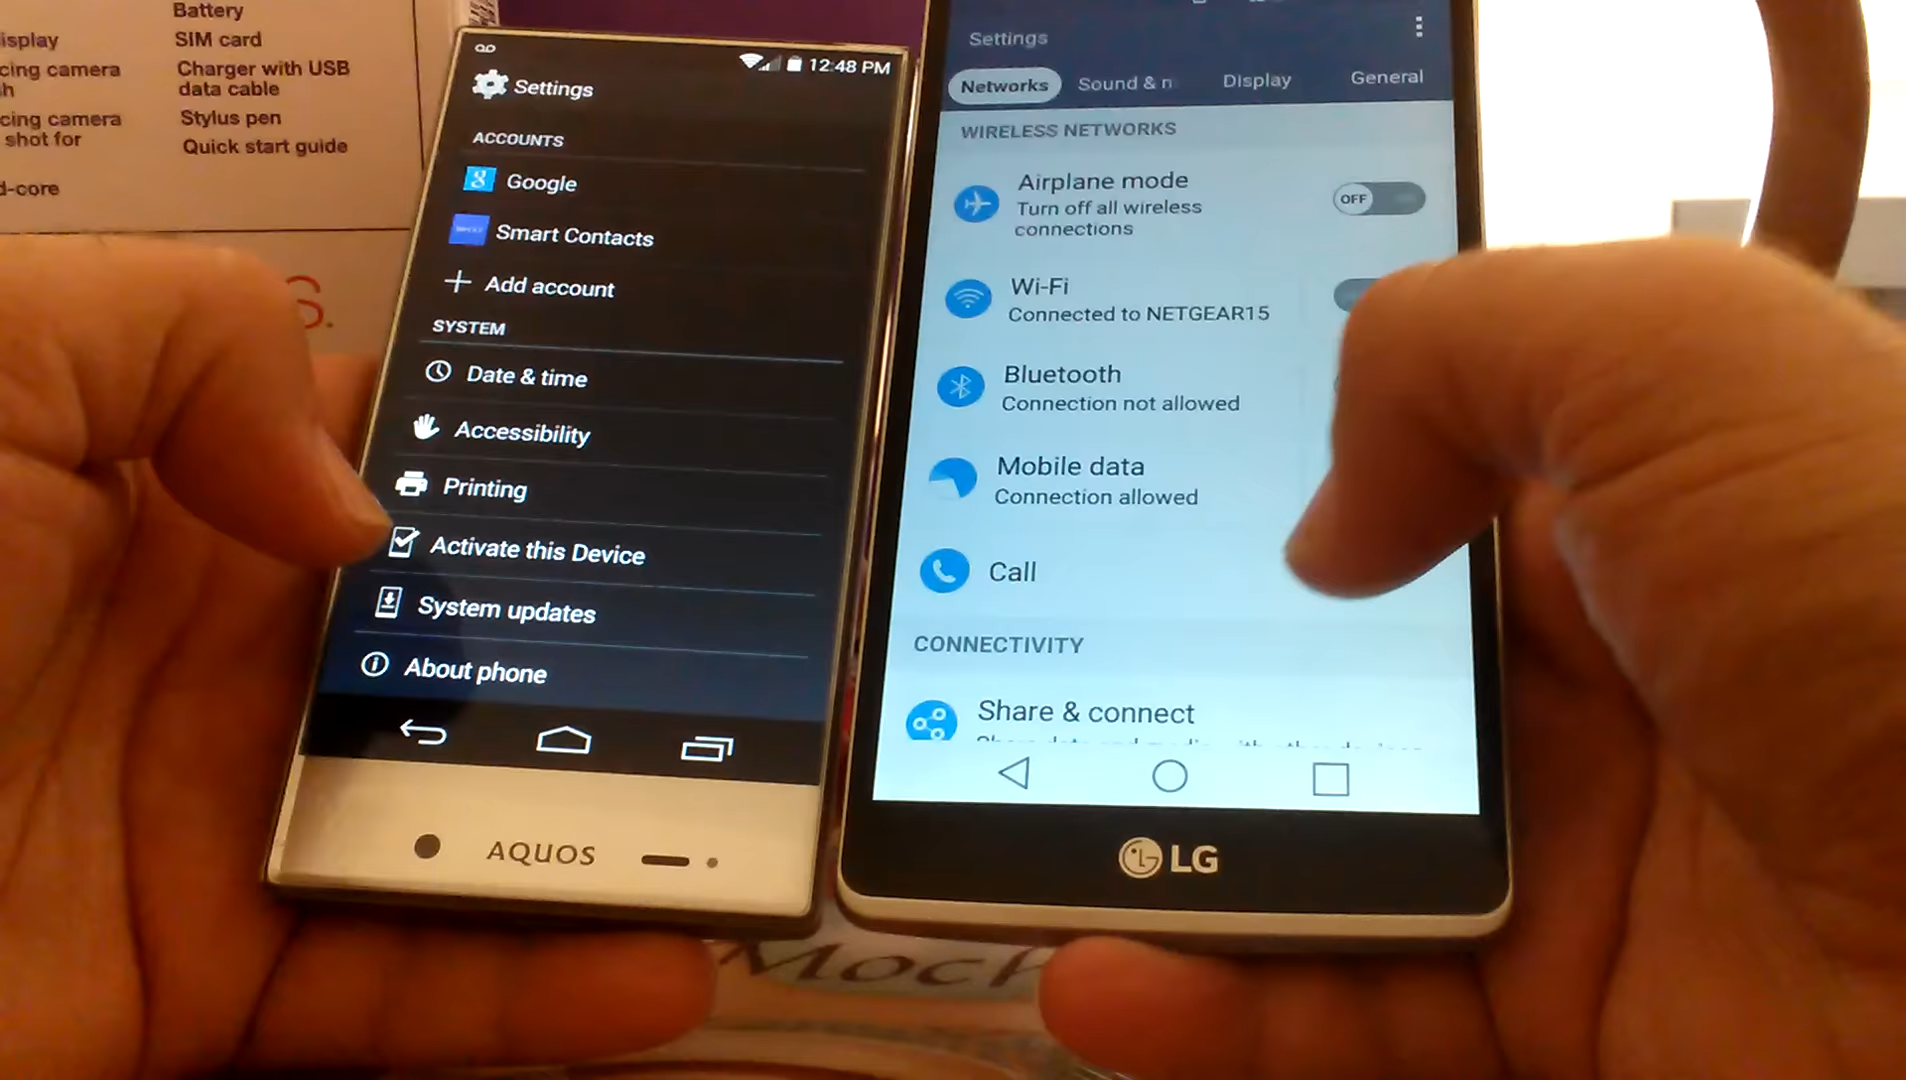 Battery
isplay
SIM card
cing camera
h
Charger with USB
data cable
cing camera
shot for
Stylus pen
Quick start guide
d-core
S.
12:48 PM
Settings
ACCOUNTS
Google
Smart Contacts
Add account
SYSTEM
Date & time
Accessibility
Printing
Activate this Device
System updates
About phone
AQUOS
Settings
Networks
Sound & n
Display
General
WIRELESS NETWORKS
Airplane mode
Turn off all wireless
connections
OFF
Wi-Fi
Connected to NETGEAR15
Bluetooth
Connection not allowed
Mobile data
Connection allowed
Call
CONNECTIVITY
Share & connect
LG
Moch